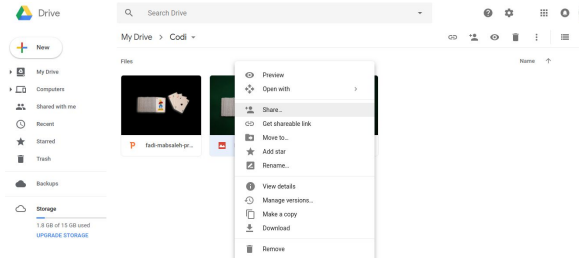 Drive
Search Drive
New
My Drive > Codi
Name
My Drive
Computers
Shared with me
Recent
Starred
Trash
Backups
Storage
1.8 GB of 15 GB used
UPGRADE STORAGE
Files
fadi-mabsaleh-pr...
Preview
Open with
Share...
Get shareable link
Move to...
Add star
Rename...
View details
Manage versions...
Make a copy
Download
Remove